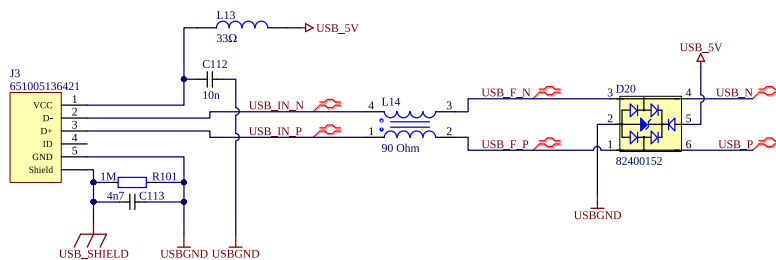 L13
33Ω
USB_5V
C112
10n
J3
651005136421
VCC 1
D- 2
D+ 3
ID 4
GND 5
Shield
1M R101
4n7 C113
USB_SHIELD
USBGND
USBGND
USB_IN_N
USB_IN_P
4 L14 3
1 2
90 Ohm
USB_F_N
USB_F_P
USB_5V
D20
3 4
2 5
1 6
82400152
USBGND
USB_N
USB_P